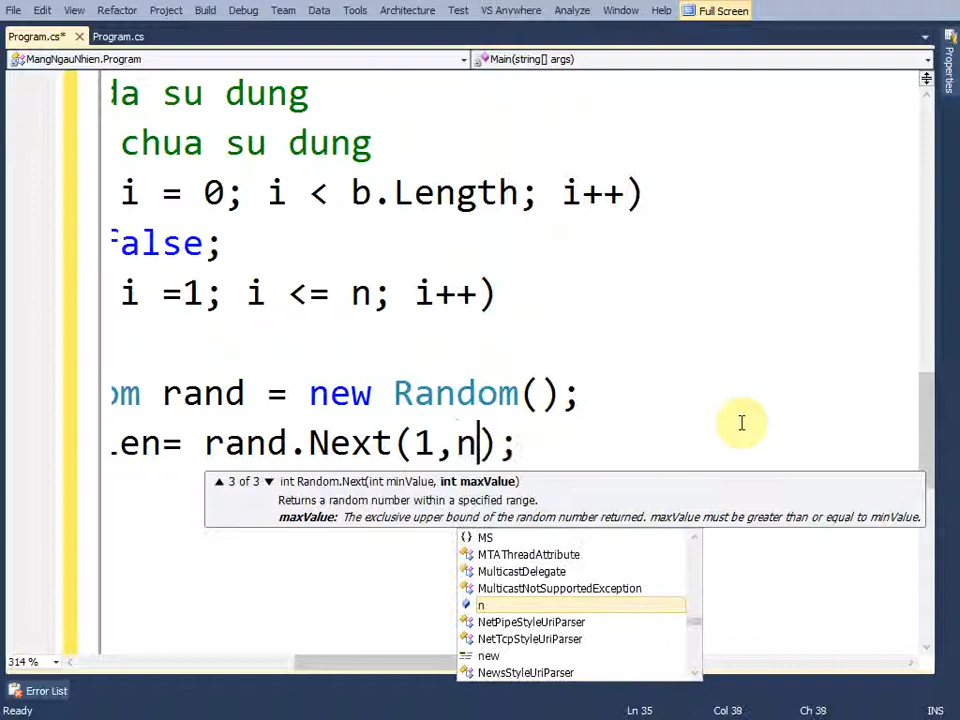 File Edit View Refactor Project Build Debug Team Data Tools Architecture Test VS Anywhere Analyze Window Help Full Screen
Program.cs* Program.cs
MangNgauNhien.Program Main(string[] args)
Properties
da su dung
chua su dung
i = 0; i < b.Length; i++)
false;
i =1; i <= n; i++)
om rand = new Random();
len= rand.Next(1,n);
3 of 3 int Random.Next(int minValue, int maxValue)
Returns a random number within a specified range.
maxValue: The exclusive upper bound of the random number returned. maxValue must be greater than or equal to minValue.
{} MS
MTAThreadAttribute
MulticastDelegate
MulticastNotSupportedException
n
NetPipeStyleUriParser
NetTcpStyleUriParser
new
NewsStyleUriParser
314 %
Error List
Ready Ln 35 Col 38 Ch 38 INS